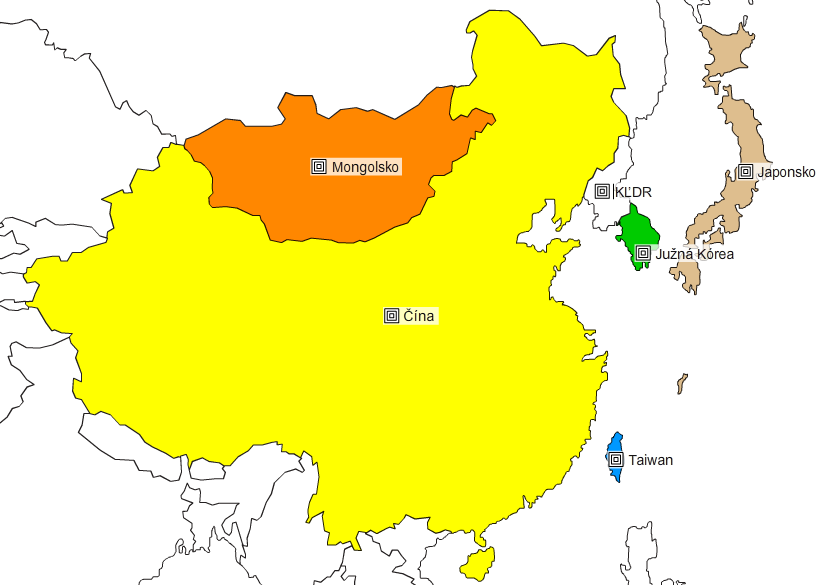 Mongolsko
Japonsko
KĽDR
Južná Kórea
Čína
Taiwan